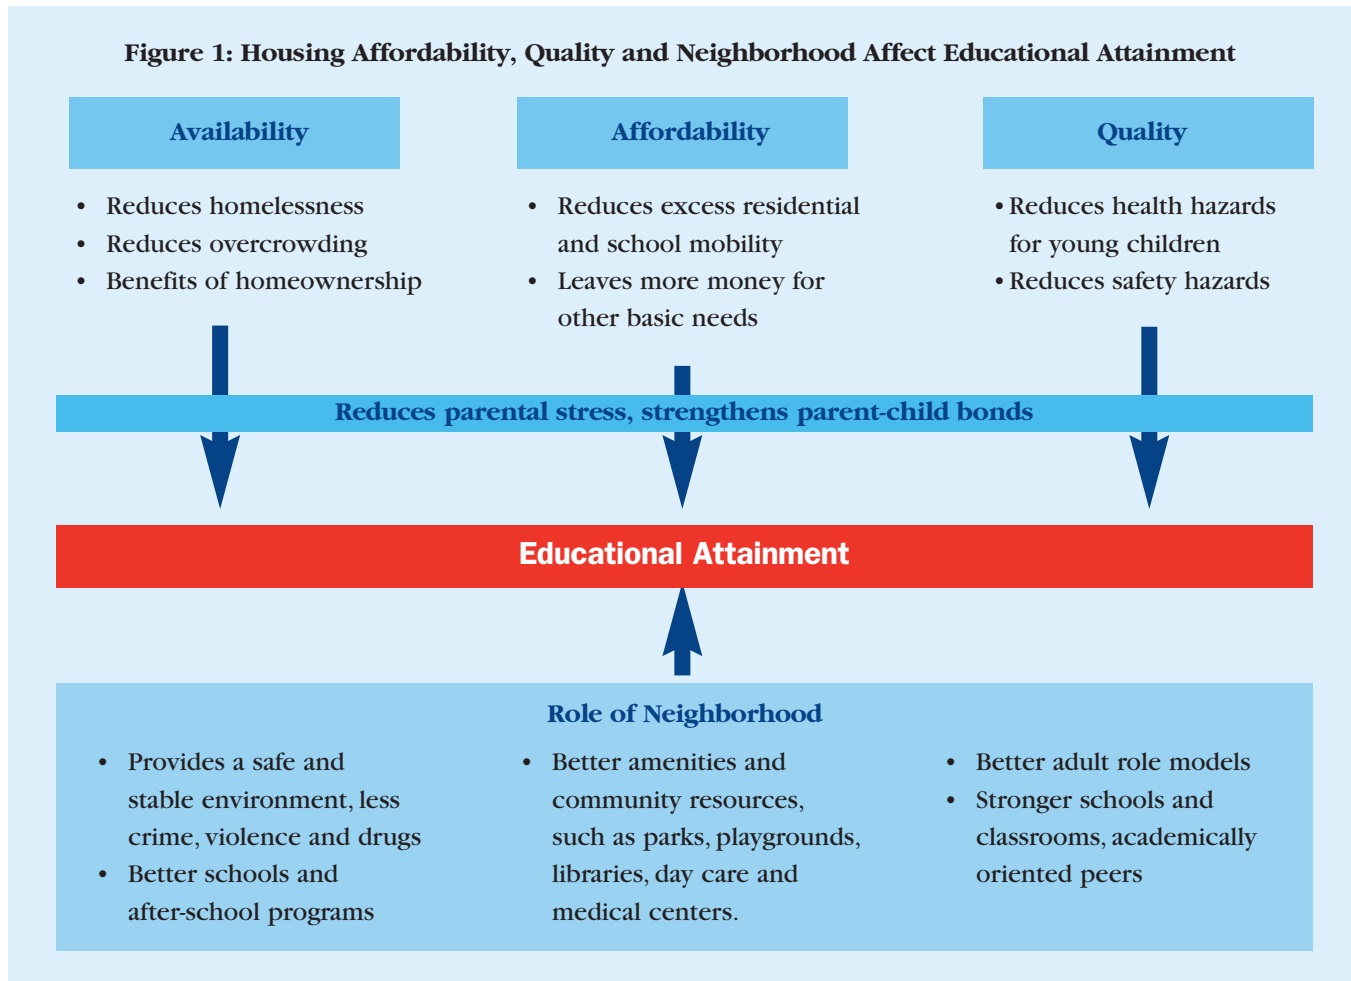 Figure 1: Housing Affordability, Quality and Neighborhood Affect Educational Attainment
Availability
• Reduces homelessness
• Reduces overcrowding
• Benefits of homeownership
Affordability
• Reduces excess residential
and school mobility
• Leaves more money for
other basic needs
Quality
• Reduces health hazards
for young children
• Reduces safety hazards
Reduces parental stress, strengthens parent-child bonds
Educational Attainment
Role of Neighborhood
• Provides a safe and
stable environment, less
crime, violence and drugs
• Better schools and
after-school programs
• Better amenities and
community resources,
such as parks, playgrounds,
libraries, day care and
medical centers.
• Better adult role models
• Stronger schools and
classrooms, academically
oriented peers